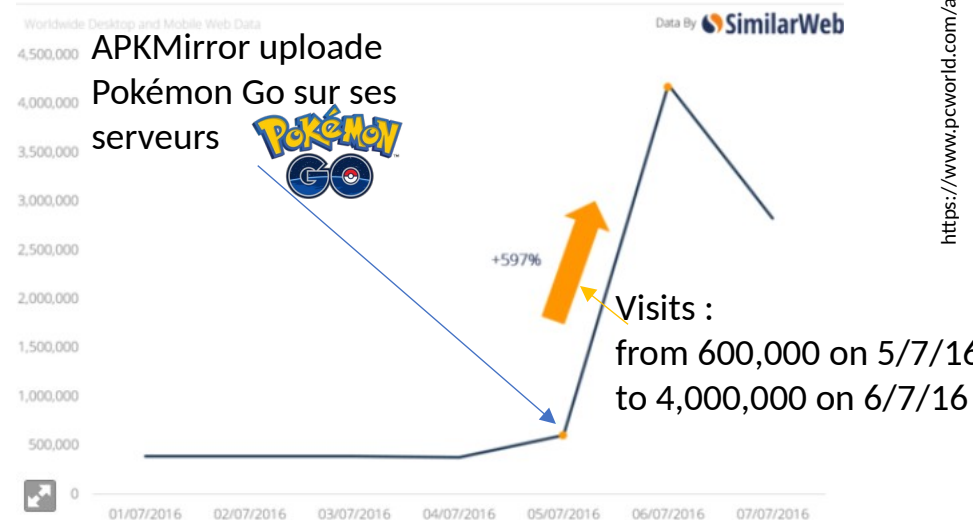 Worldwide Desktop and Mobile Web Data
Data By SimilarWeb
APKMirror uploade
Pokémon Go sur ses
serveurs
POKéMON
GO
4,500,000
4,000,000
3,500,000
3,000,000
2,500,000
2,000,000
1,500,000
1,000,000
500,000
0
+597%
Visits :
from 600,000 on 5/7/16
to 4,000,000 on 6/7/16
01/07/2016 02/07/2016 03/07/2016 04/07/2016 05/07/2016 06/07/2016 07/07/2016
https://www.pcworld.com/a